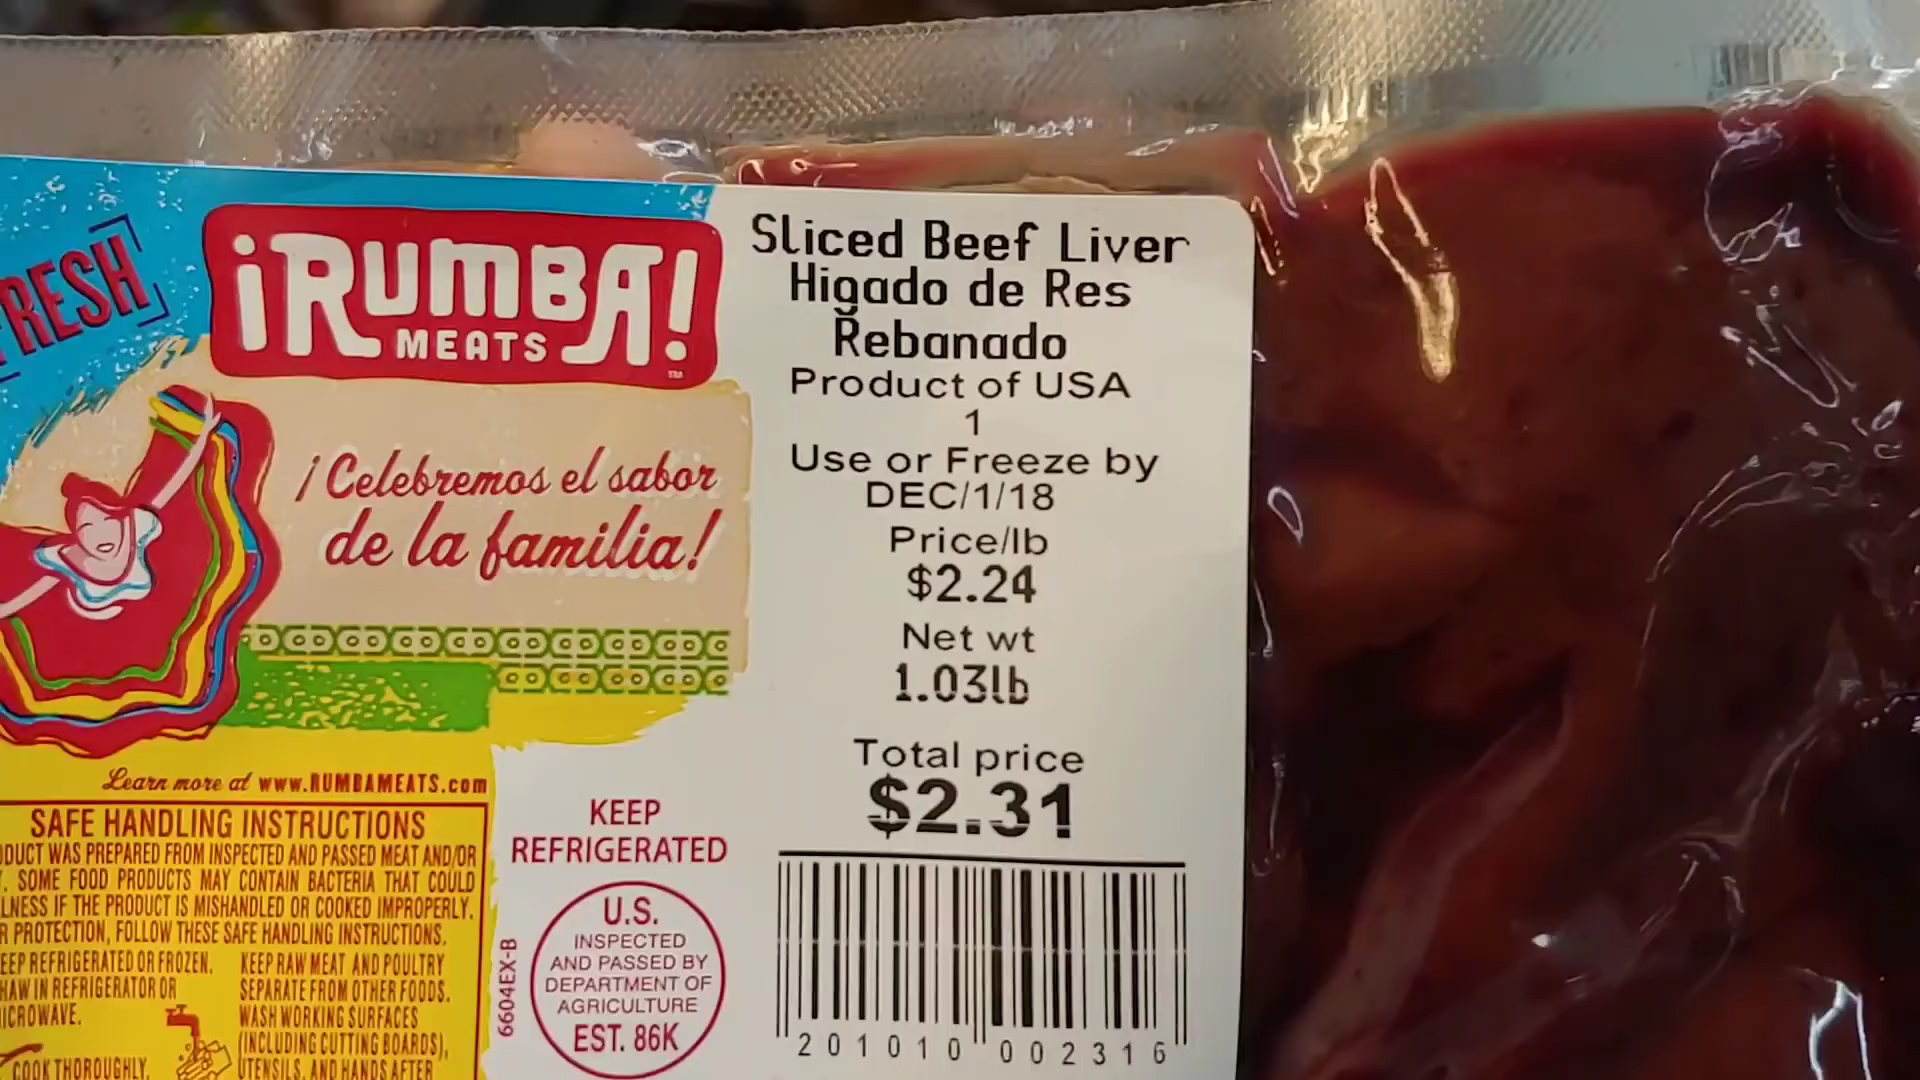 FRESH
¡RUMBA!
MEATS
™
¡Celebremos el sabor
de la familia!
Learn more at www.RUMBAMEATS.com
SAFE HANDLING INSTRUCTIONS
WAS PREPARED FROM INSPECTED AND PASSED MEAT AND/OR
SOME FOOD PRODUCTS MAY CONTAIN BACTERIA THAT COULD
IF THE PRODUCT IS MISHANDLED OR COOKED IMPROPERLY.
PROTECTION, FOLLOW THESE SAFE HANDLING INSTRUCTIONS.
REFRIGERATED OR FROZEN.
IN REFRIGERATOR OR
COOK THOROUGHLY.
KEEP RAW MEAT AND POULTRY
SEPARATE FROM OTHER FOODS.
WASH WORKING SURFACES
(INCLUDING CUTTING BOARDS),
UTENSILS, AND HANDS AFTER
KEEP
REFRIGERATED
6604EX-B
U.S.
INSPECTED
AND PASSED BY
DEPARTMENT OF
AGRICULTURE
EST. 86K
Sliced Beef Liver
Higado de Res
Rebanado
Product of USA
1
Use or Freeze by
DEC/1/18
Price/lb
$2.24
Net wt
1.03lb
Total price
$2.31
201010 002316